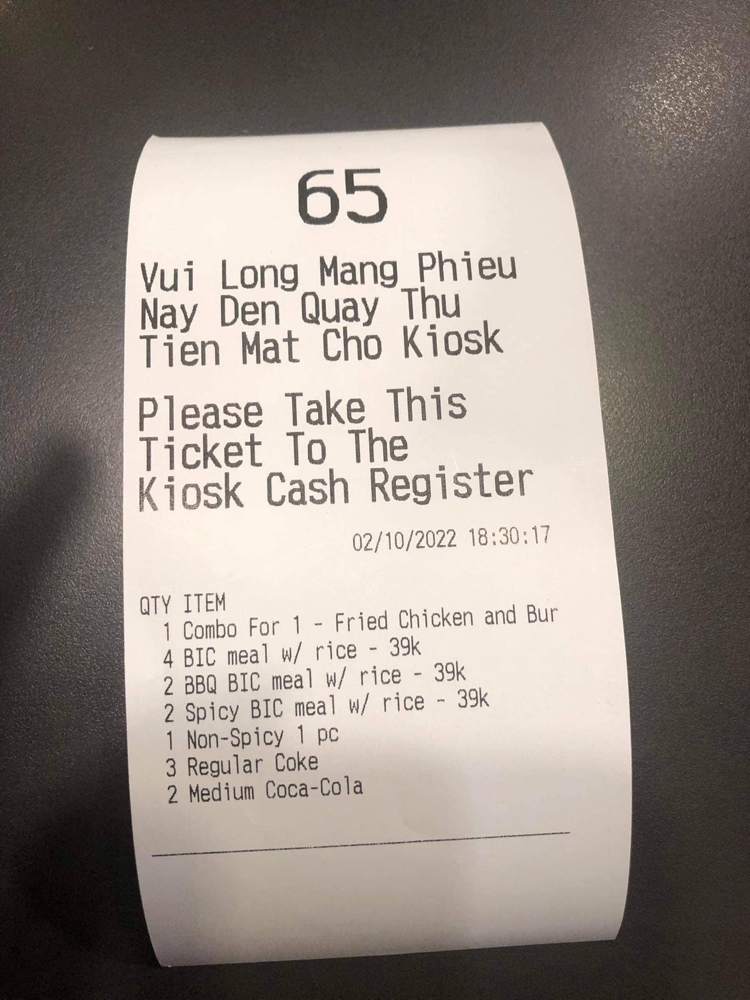 65
Vui Long Mang Phieu
Nay Den Quay Thu
Tien Mat Cho Kiosk
Please Take This
Ticket To The
Kiosk Cash Register
02/10/2022 18:30:17
QTY ITEM
1 Combo For 1 - Fried Chicken and Bur
4 BIC meal w/ rice - 39k
2 BBQ BIC meal w/ rice - 39k
2 Spicy BIC meal w/ rice - 39k
1 Non-Spicy 1 pc
3 Regular Coke
2 Medium Coca-Cola